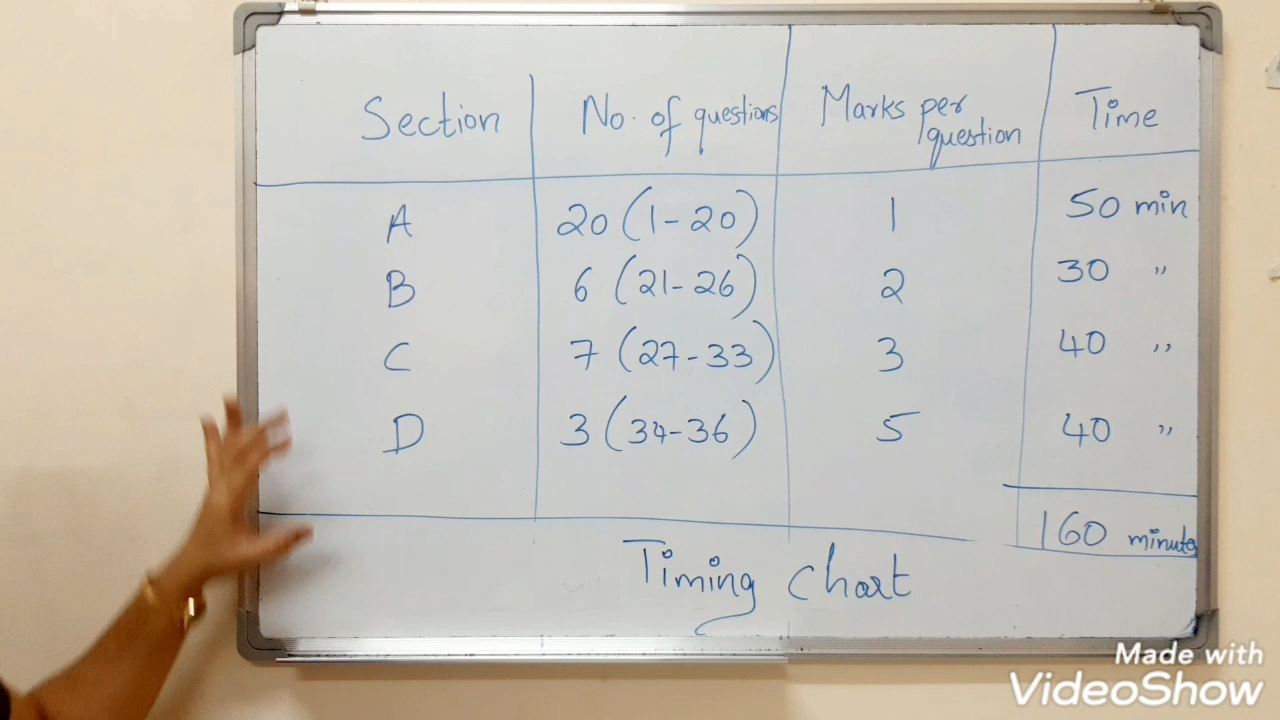 Section No. of questions Marks per question Time
A 20 (1-20) 1 50 min
B 6 (21-26) 2 30 "
C 7 (27-33) 3 40 "
D 3 (34-36) 5 40 "
160 minutes
Timing chart
Made with
VideoShow